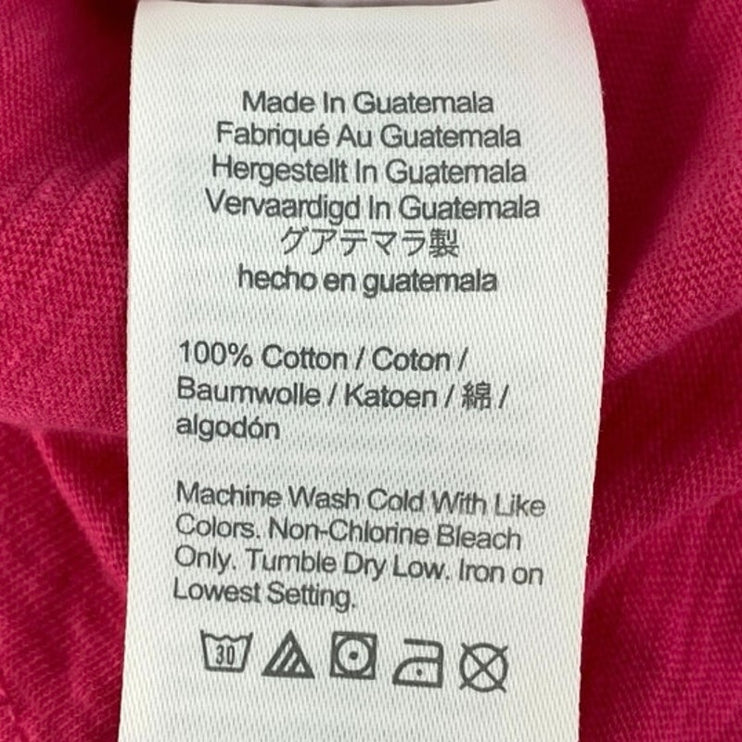 Made In Guatemala
Fabriqué Au Guatemala
Hergestellt In Guatemala
Vervaardigd In Guatemala
グアテマラ製
hecho en guatemala
100% Cotton / Coton /
Baumwolle / Katoen / 綿 /
algodón
Machine Wash Cold With Like
Colors. Non-Chlorine Bleach
Only. Tumble Dry Low. Iron on
Lowest Setting.
30